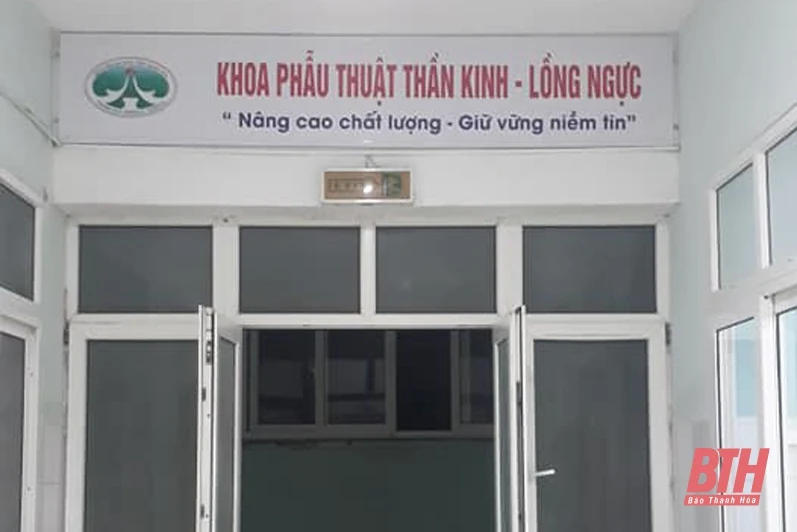 KHOA PHẪU THUẬT THẦN KINH - LỒNG NGỰC
“ Nâng cao chất lượng - Giữ vững niềm tin”
BTH
Báo Thanh Hóa